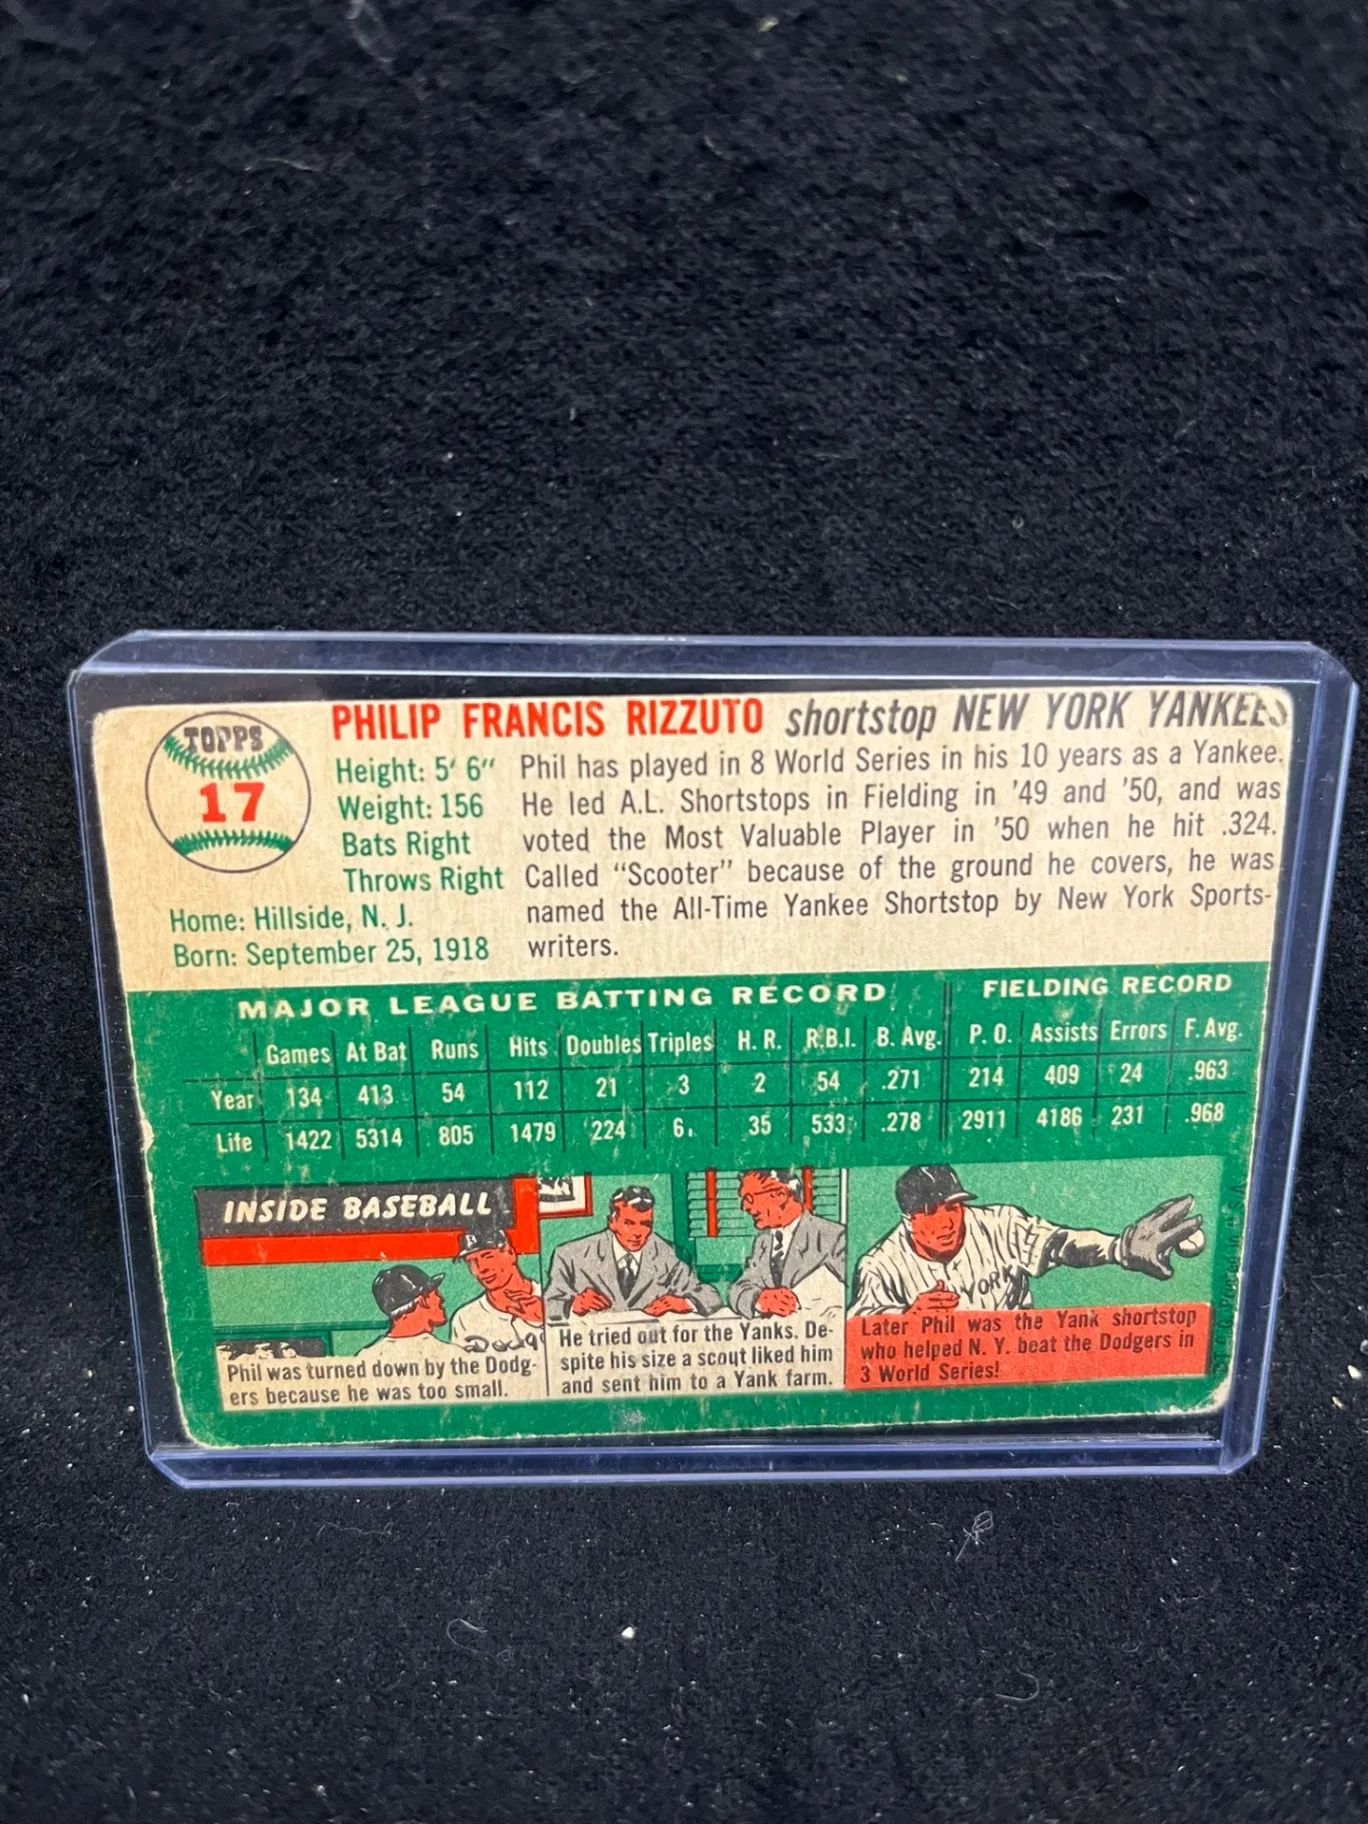 TOPPS
17
PHILIP FRANCIS RIZZUTO shortstop NEW YORK YANKEES
Height: 5' 6"
Weight: 156
Bats Right
Throws Right
Home: Hillside, N. J.
Born: September 25, 1918
Phil has played in 8 World Series in his 10 years as a Yankee.
He led A.L. Shortstops in Fielding in '49 and '50, and was
voted the Most Valuable Player in '50 when he hit .324.
Called "Scooter" because of the ground he covers, he was
named the All-Time Yankee Shortstop by New York Sports-
writers.
MAJOR LEAGUE BATTING RECORD FIELDING RECORD
Games At Bat Runs Hits Doubles Triples H. R. R.B.I. B. Avg. P. O. Assists Errors F. Avg.
Year 134 413 54 112 21 3 2 54 .271 214 409 24 .963
Life 1422 5314 805 1479 224 6 35 533 .278 2911 4186 231 .968
INSIDE BASEBALL
B
Dodg
Phil was turned down by the Dodg-
ers because he was too small.
He tried out for the Yanks. De-
spite his size a scout liked him
and sent him to a Yank farm.
YORK
Later Phil was the Yank shortstop
who helped N. Y. beat the Dodgers in
3 World Series!